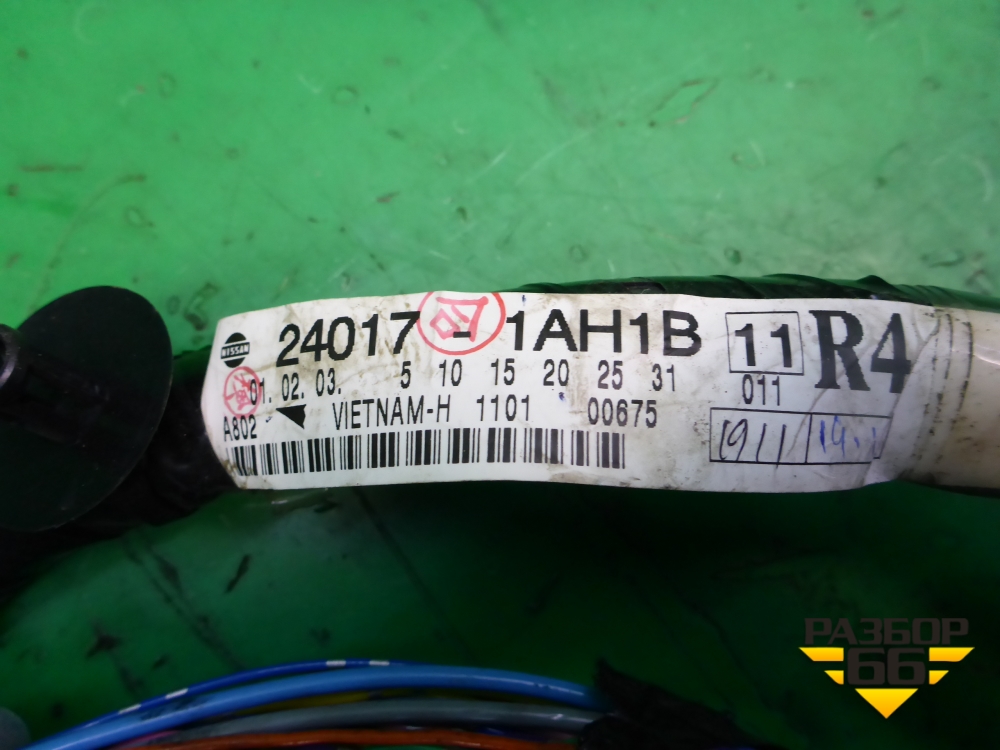 NISSAN
24017 - 1AH1B 11 R4
01. 02. 03. 5 10 15 20 25 31 011
A802 VIETNAM-H 1101 00675
1911
РАЗБОР
66